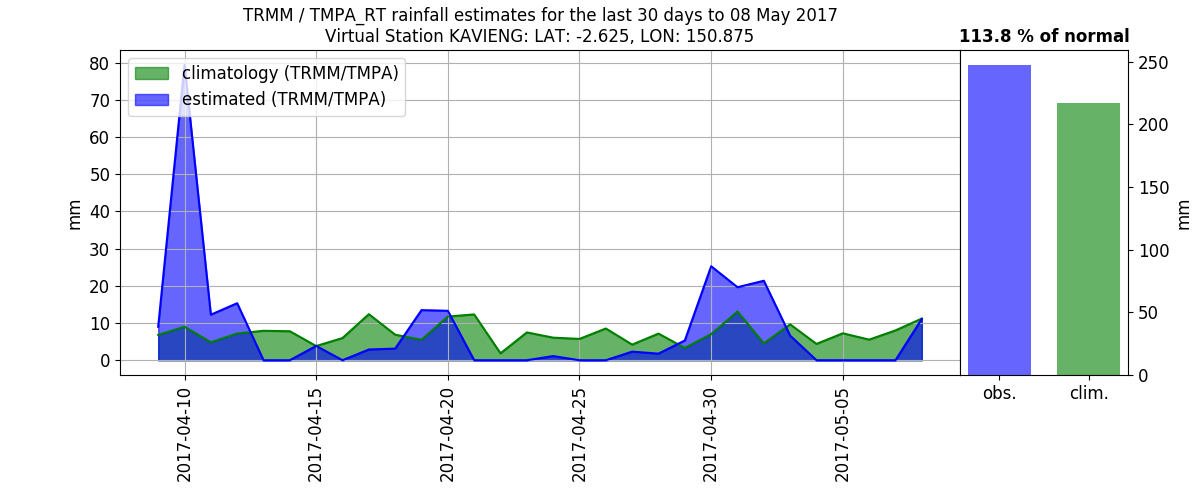 TRMM / TMPA_RT rainfall estimates for the last 30 days to 08 May 2017
Virtual Station KAVIENG: LAT: -2.625, LON: 150.875
113.8 % of normal
climatology (TRMM/TMPA)
estimated (TRMM/TMPA)
80
70
60
50
40
30
20
10
0
mm
2017-04-10
2017-04-15
2017-04-20
2017-04-25
2017-04-30
2017-05-05
250
200
150
100
50
0
mm
obs.
clim.